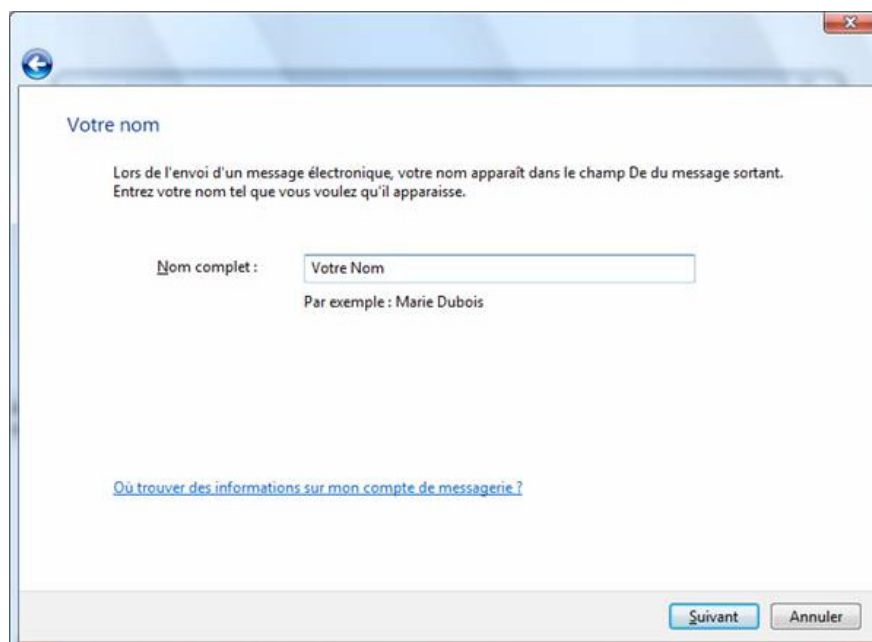 Votre nom
Lors de l'envoi d'un message électronique, votre nom apparaît dans le champ De du message sortant.
Entrez votre nom tel que vous voulez qu'il apparaisse.
Nom complet :
Votre Nom
Par exemple : Marie Dubois
Où trouver des informations sur mon compte de messagerie ?
Suivant
Annuler